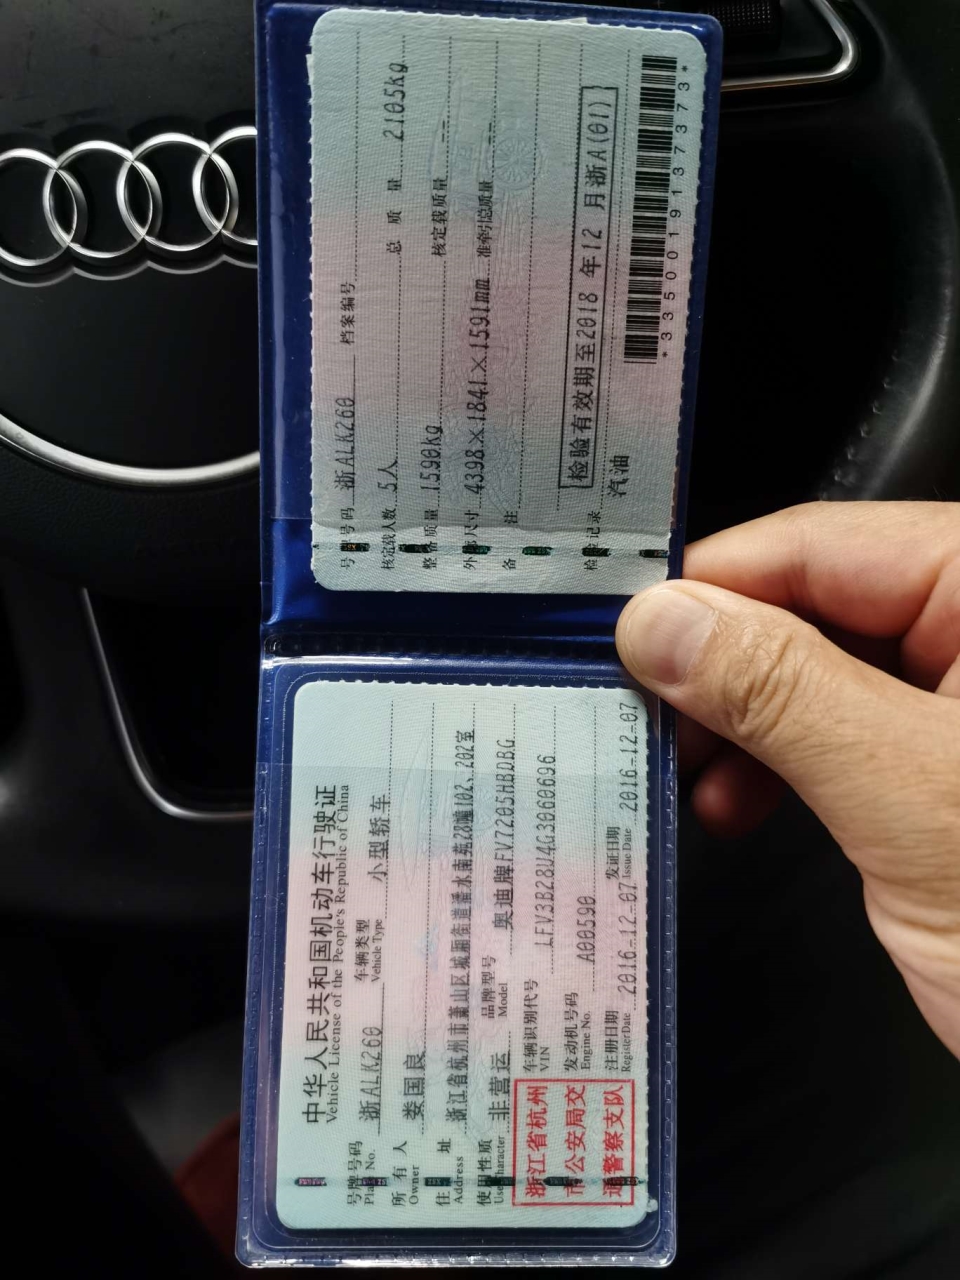 中华人民共和国机动车行驶证
Vehicle License of the People's Republic of China
号牌号码 浙ALK260 车辆类型 小型轿车
Plate No. Vehicle Type
所有人 娄国良
Owner
住址 浙江省杭州市萧山区城厢街道潘水南苑28幢102、202室
Address
使用性质 非营运 品牌型号 奥迪牌FV7205HBDBG
Use Character Model
浙江省杭州
市公安局交
通警察支队
车辆识别代号 LFV3B28U4G3060696
VIN
发动机号码 A00590
Engine No.
注册日期 2016-12-07 发证日期 2016-12-07
Register Date Issue Date
号牌号码 浙ALK260 档案编号
核定载人数 5人 总质量 2105kg
整备质量 1590kg 核定载质量 --
外廓尺寸 4398×1841×1591mm 准牵引总质量 --
备注
检验有效期至2018年12月浙A(01)
检验记录 汽油
*3350019137373*